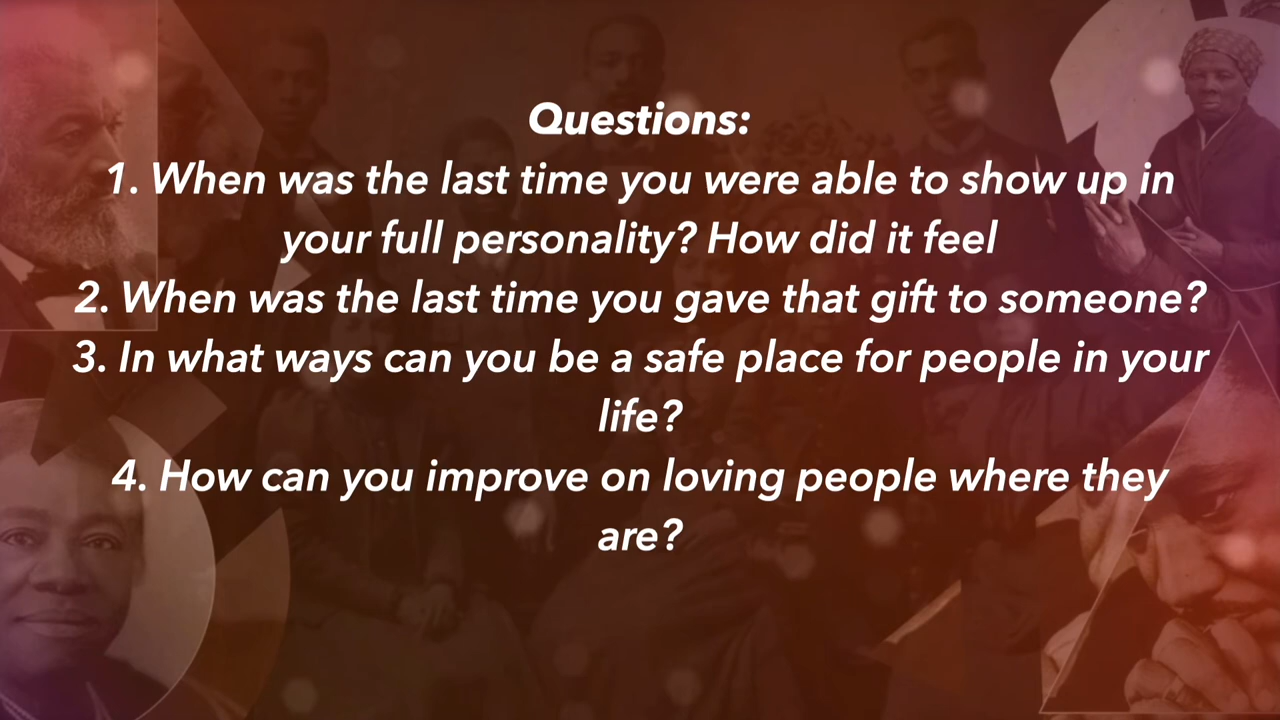 Questions:
1. When was the last time you were able to show up in
your full personality? How did it feel
2. When was the last time you gave that gift to someone?
3. In what ways can you be a safe place for people in your
life?
4. How can you improve on loving people where they
are?